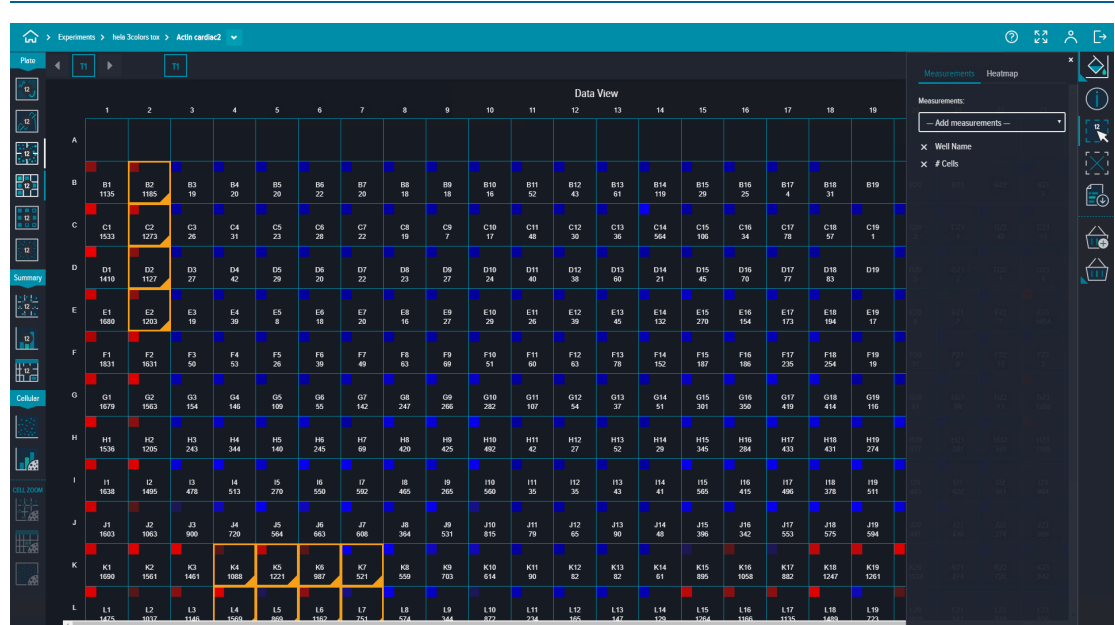 Experiments > hela 3colors tox > Actin cardiac2
Plate
T1
T1
Measurements Heatmap
×
Data View
Measurements:
1 2 3 4 5 6 7 8 9 10 11 12 13 14 15 16 17 18 19
— Add measurements —
× Well Name
× # Cells
A
B
B1 B2 B3 B4 B5 B6 B7 B8 B9 B10 B11 B12 B13 B14 B15 B16 B17 B18 B19
1135 1185 19 20 20 22 20 18 18 16 52 43 61 119 29 25 4 31
C
C1 C2 C3 C4 C5 C6 C7 C8 C9 C10 C11 C12 C13 C14 C15 C16 C17 C18 C19
1533 1273 26 31 23 28 22 19 7 17 48 30 36 564 106 34 78 57 1
D
D1 D2 D3 D4 D5 D6 D7 D8 D9 D10 D11 D12 D13 D14 D15 D16 D17 D18 D19
1410 1127 27 42 29 20 22 23 27 24 40 38 60 21 45 70 77 83
Summary
E
E1 E2 E3 E4 E5 E6 E7 E8 E9 E10 E11 E12 E13 E14 E15 E16 E17 E18 E19
1680 1203 19 39 8 18 20 16 27 29 26 39 45 132 270 154 173 194 17
F
F1 F2 F3 F4 F5 F6 F7 F8 F9 F10 F11 F12 F13 F14 F15 F16 F17 F18 F19
1831 1631 50 53 26 39 49 63 69 51 60 63 78 152 187 186 235 254 19
Celluler
G
G1 G2 G3 G4 G5 G6 G7 G8 G9 G10 G11 G12 G13 G14 G15 G16 G17 G18 G19
1679 1563 154 146 109 55 142 247 266 282 107 54 37 51 301 350 419 414 116
H
H1 H2 H3 H4 H5 H6 H7 H8 H9 H10 H11 H12 H13 H14 H15 H16 H17 H18 H19
1536 1205 243 344 140 245 69 420 425 492 42 27 52 29 345 284 433 431 274
I
I1 I2 I3 I4 I5 I6 I7 I8 I9 I10 I11 I12 I13 I14 I15 I16 I17 I18 I19
1638 1495 478 513 270 550 592 465 265 560 35 35 43 41 565 415 496 378 511
CELL ZOOM
J
J1 J2 J3 J4 J5 J6 J7 J8 J9 J10 J11 J12 J13 J14 J15 J16 J17 J18 J19
1603 1063 900 720 564 663 608 364 531 815 79 65 90 48 396 342 553 575 594
K
K1 K2 K3 K4 K5 K6 K7 K8 K9 K10 K11 K12 K13 K14 K15 K16 K17 K18 K19
1690 1561 1461 1088 1221 987 521 559 703 614 90 82 82 61 895 1058 882 1247 1261
L
L1 L2 L3 L4 L5 L6 L7 L8 L9 L10 L11 L12 L13 L14 L15 L16 L17 L18 L19
1475 1037 1146 1569 869 1162 751 574 344 872 234 165 147 129 1264 1166 1135 1489 723